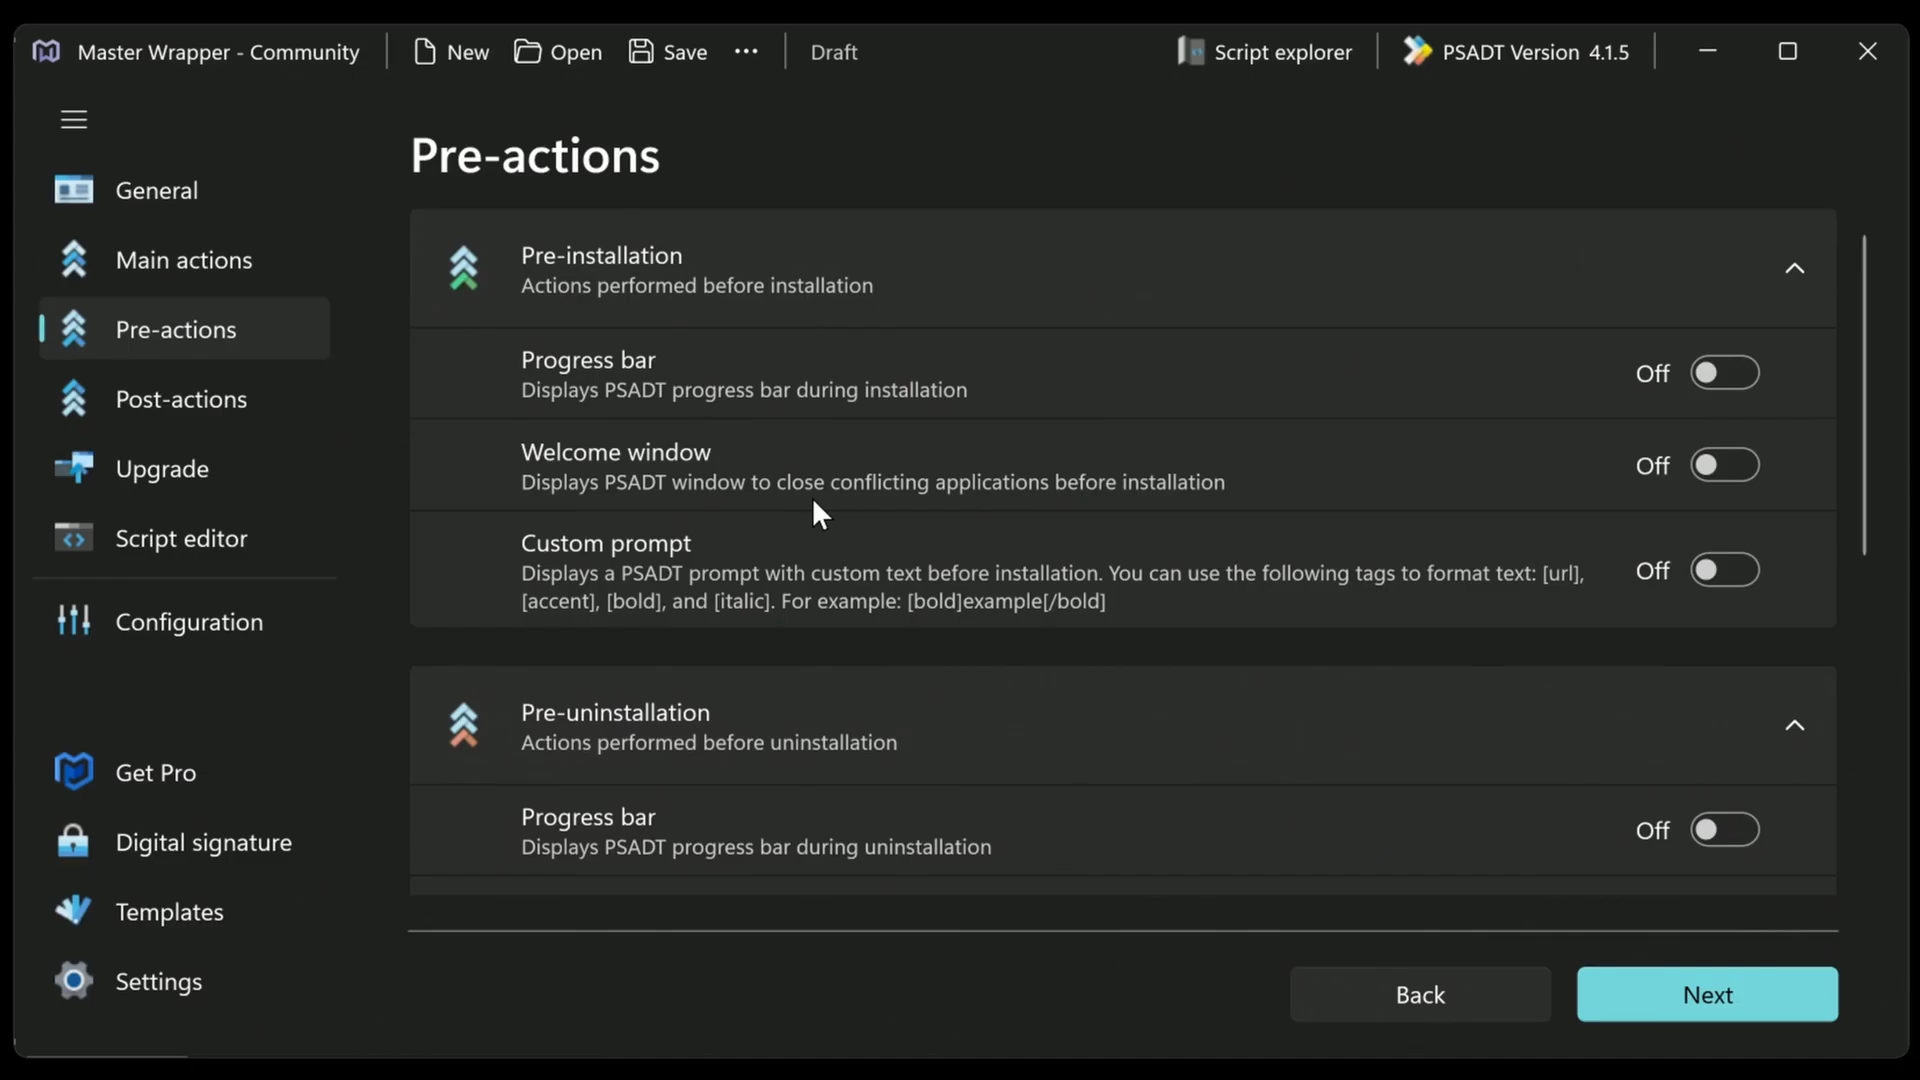 Master Wrapper - Community
New
Open
Save
Draft
Script explorer
PSADT Version 4.1.5
General
Main actions
Pre-actions
Post-actions
Upgrade
Script editor
Configuration
Get Pro
Digital signature
Templates
Settings
Pre-actions
Pre-installation
Actions performed before installation
Progress bar
Displays PSADT progress bar during installation
Off
Welcome window
Displays PSADT window to close conflicting applications before installation
Off
Custom prompt
Displays a PSADT prompt with custom text before installation. You can use the following tags to format text: [url],
[accent], [bold], and [italic]. For example: [bold]example[/bold]
Off
Pre-uninstallation
Actions performed before uninstallation
Progress bar
Displays PSADT progress bar during uninstallation
Off
Back
Next